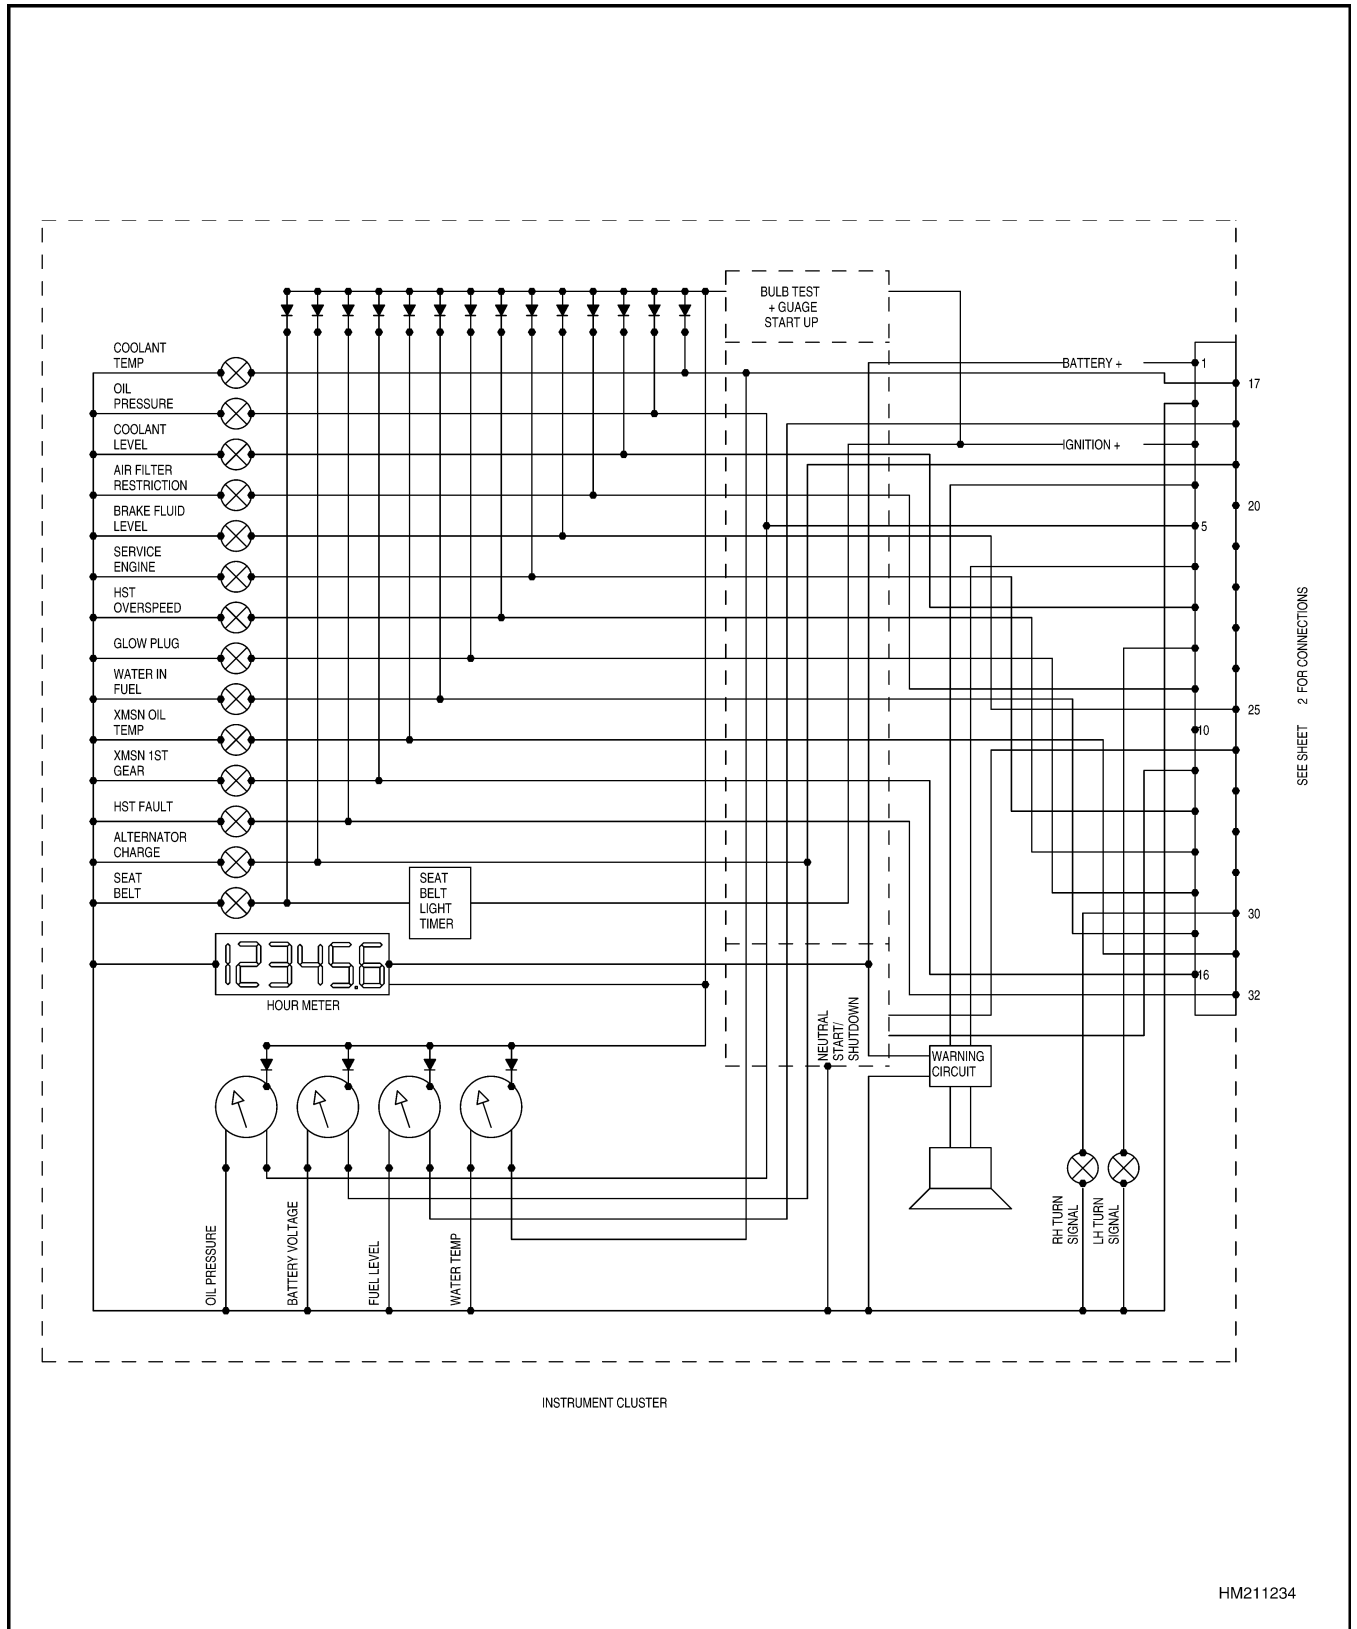 BULB TEST
+ GUAGE
START UP
COOLANT
TEMP
BATTERY +
1
17
OIL
PRESSURE
COOLANT
LEVEL
IGNITION +
AIR FILTER
RESTRICTION
20
BRAKE FLUID
LEVEL
5
SERVICE
ENGINE
HST
OVERSPEED
GLOW PLUG
WATER IN
FUEL
25
XMSN OIL
TEMP
10
SEE SHEET 2 FOR CONNECTIONS
XMSN 1ST
GEAR
HST FAULT
ALTERNATOR
CHARGE
SEAT
BELT
SEAT
BELT
LIGHT
TIMER
30
12345.6
16
32
HOUR METER
NEUTRAL
START/
SHUTDOWN
WARNING
CIRCUIT
OIL PRESSURE
BATTERY VOLTAGE
FUEL LEVEL
WATER TEMP
RH TURN
SIGNAL
LH TURN
SIGNAL
INSTRUMENT CLUSTER
HM211234